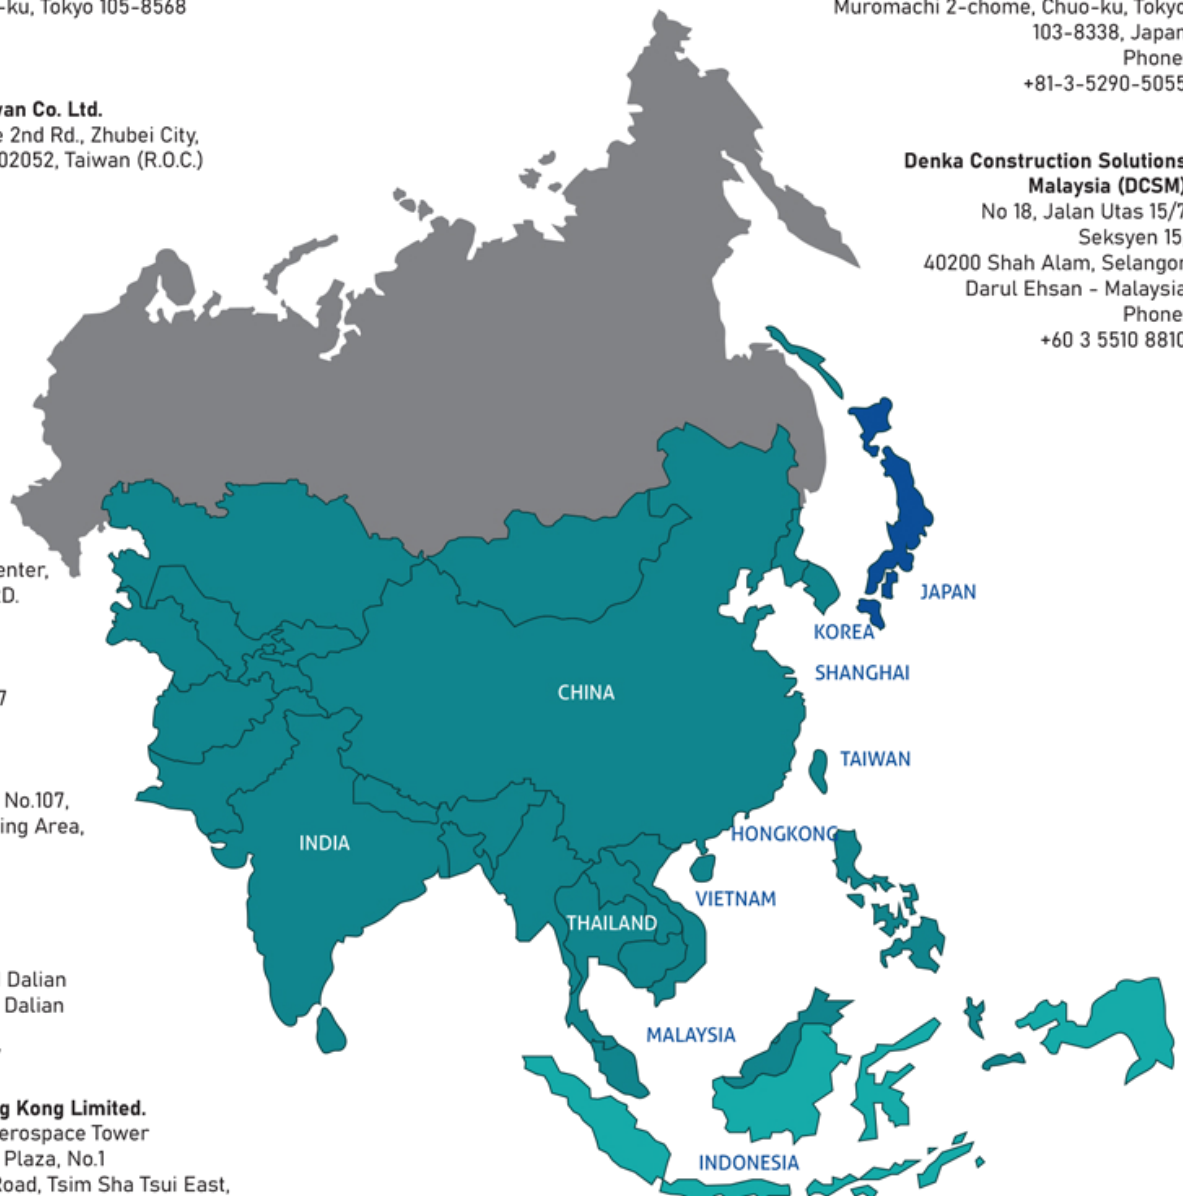 -ku, Tokyo 105-8568
van Co. Ltd.
e 2nd Rd., Zhubei City,
02052, Taiwan (R.O.C.)
enter,
D.
7
No.107,
ing Area,
Dalian
Dalian
g Kong Limited.
erospace Tower
Plaza, No.1
Road, Tsim Sha Tsui East,
Muromachi 2-chome, Chuo-ku, Tokyo
103-8338, Japan
Phone
+81-3-5290-5055
Denka Construction Solutions
Malaysia (DCSM)
No 18, Jalan Utas 15/7
Seksyen 15
40200 Shah Alam, Selangor
Darul Ehsan - Malaysia
Phone
+60 3 5510 8810
JAPAN
KOREA
SHANGHAI
CHINA
TAIWAN
HONGKONG
INDIA
VIETNAM
THAILAND
MALAYSIA
INDONESIA